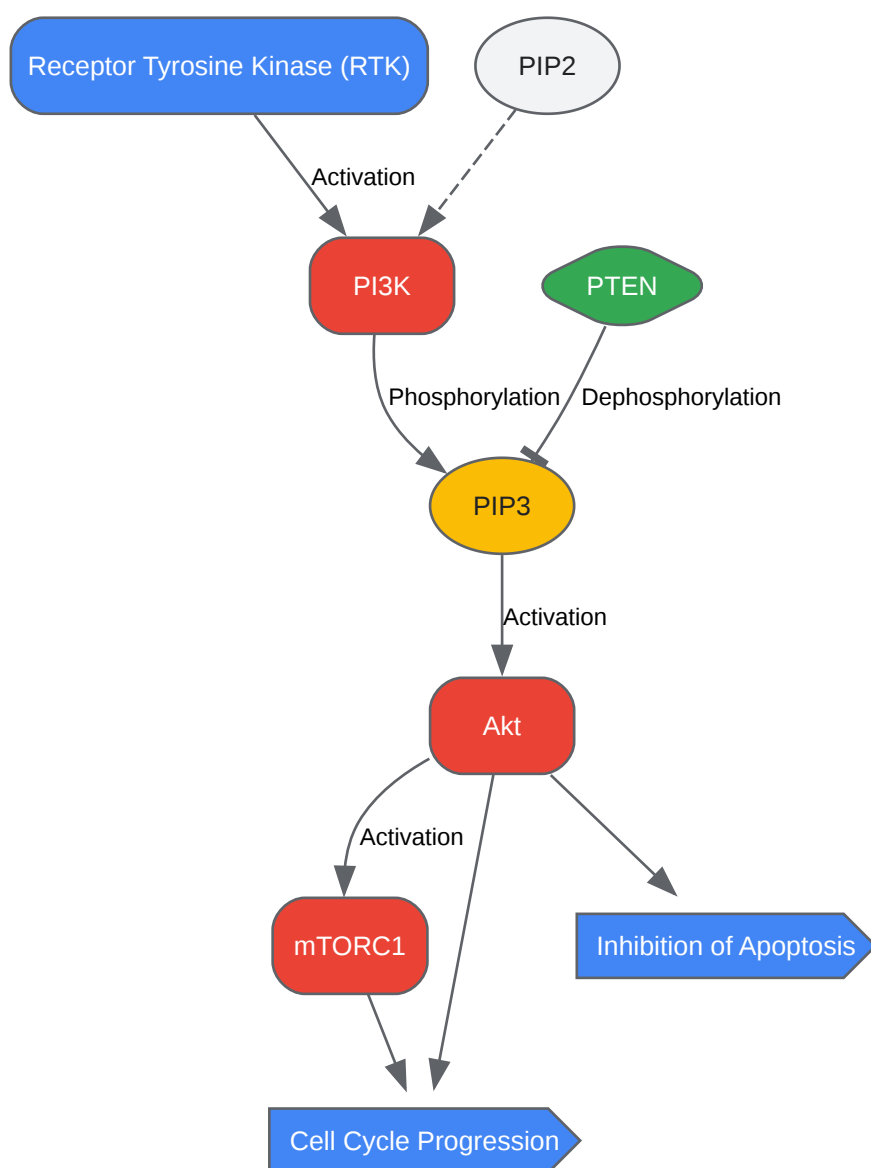 Receptor Tyrosine Kinase (RTK)
PIP2
Activation
PI3K
PTEN
Phosphorylation
Dephosphorylation
PIP3
Activation
Akt
Activation
mTORC1
Inhibition of Apoptosis
Cell Cycle Progression